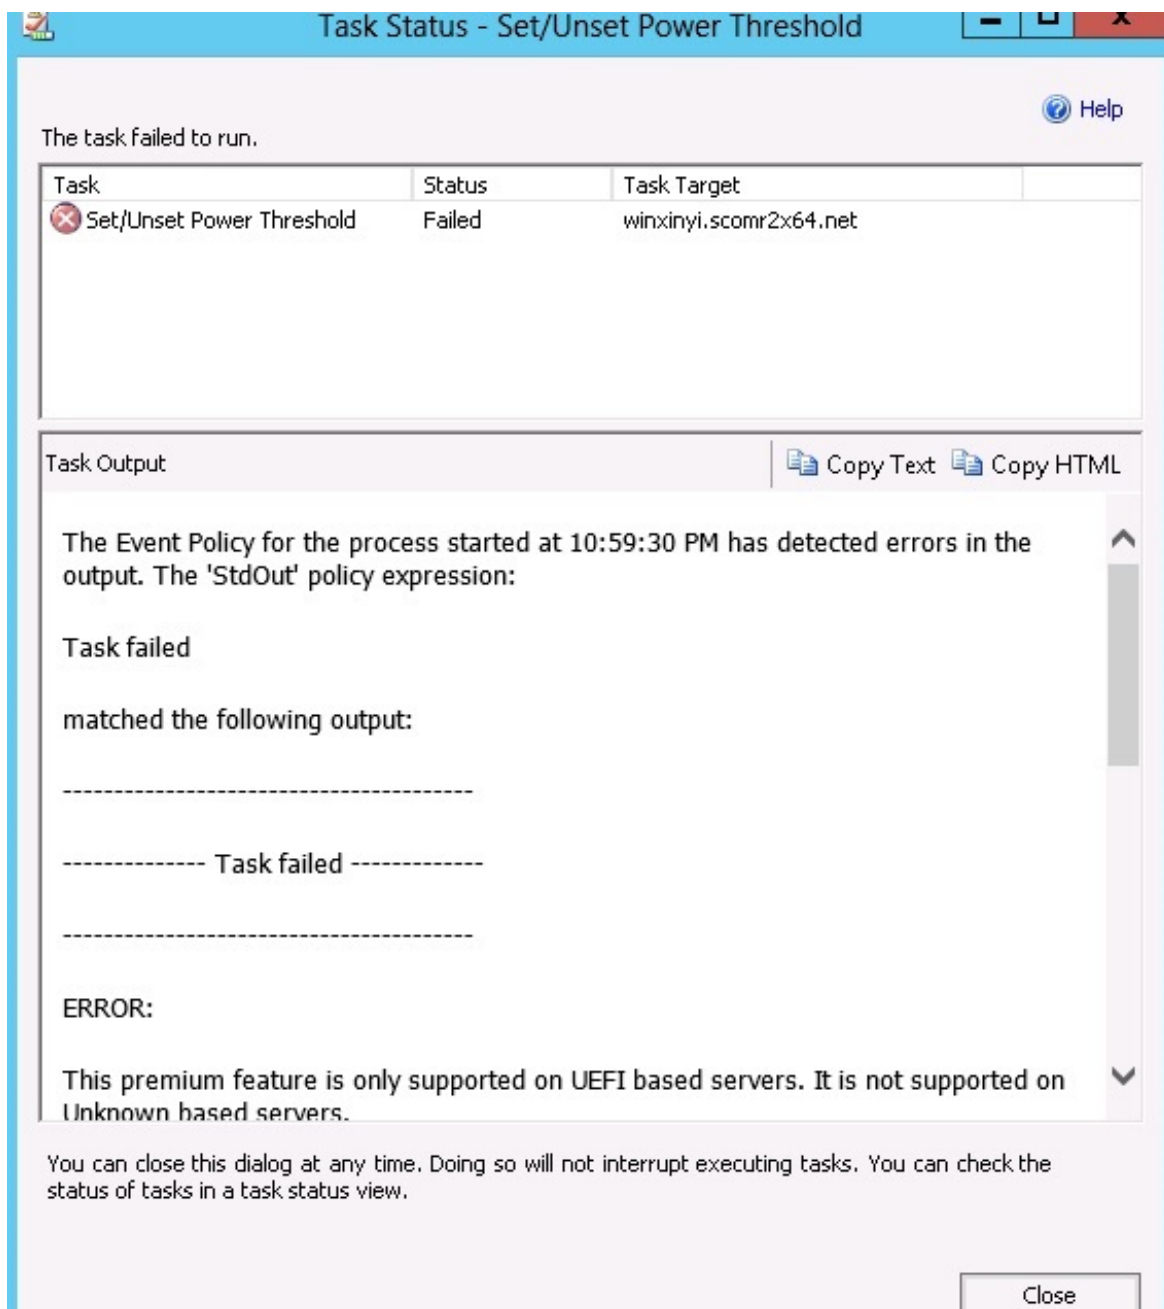 Task Status - Set/Unset Power Threshold
Help
The task failed to run.
Task Status Task Target
Set/Unset Power Threshold Failed winxinyi.scomr2x64.net
Task Output Copy Text Copy HTML
The Event Policy for the process started at 10:59:30 PM has detected errors in the
output. The 'StdOut' policy expression:
Task failed
matched the following output:
----------------------------------------
-------------- Task failed -------------
----------------------------------------
ERROR:
This premium feature is only supported on UEFI based servers. It is not supported on
Unknown based servers.
You can close this dialog at any time. Doing so will not interrupt executing tasks. You can check the
status of tasks in a task status view.
Close